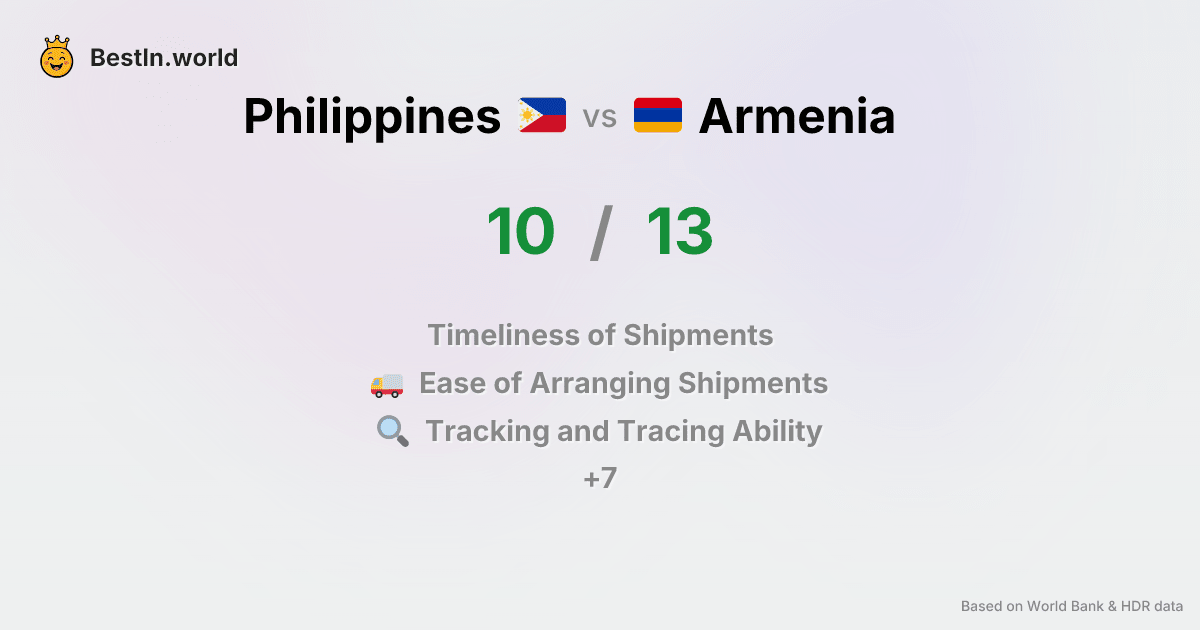 BestIn.world
Philippines vs Armenia
10 / 13
Timeliness of Shipments
Ease of Arranging Shipments
Tracking and Tracing Ability
+7
Based on World Bank & HDR data